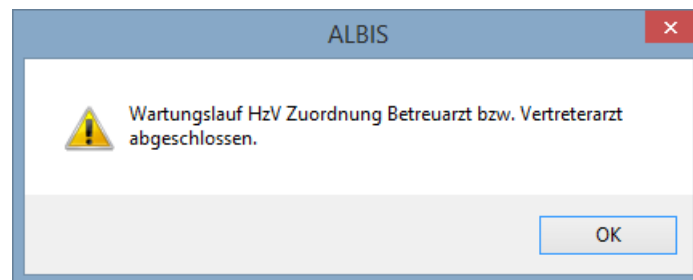 ALBIS
Wartungslauf HzV Zuordnung Betreuarzt bzw. Vertreterarzt
abgeschlossen.
OK